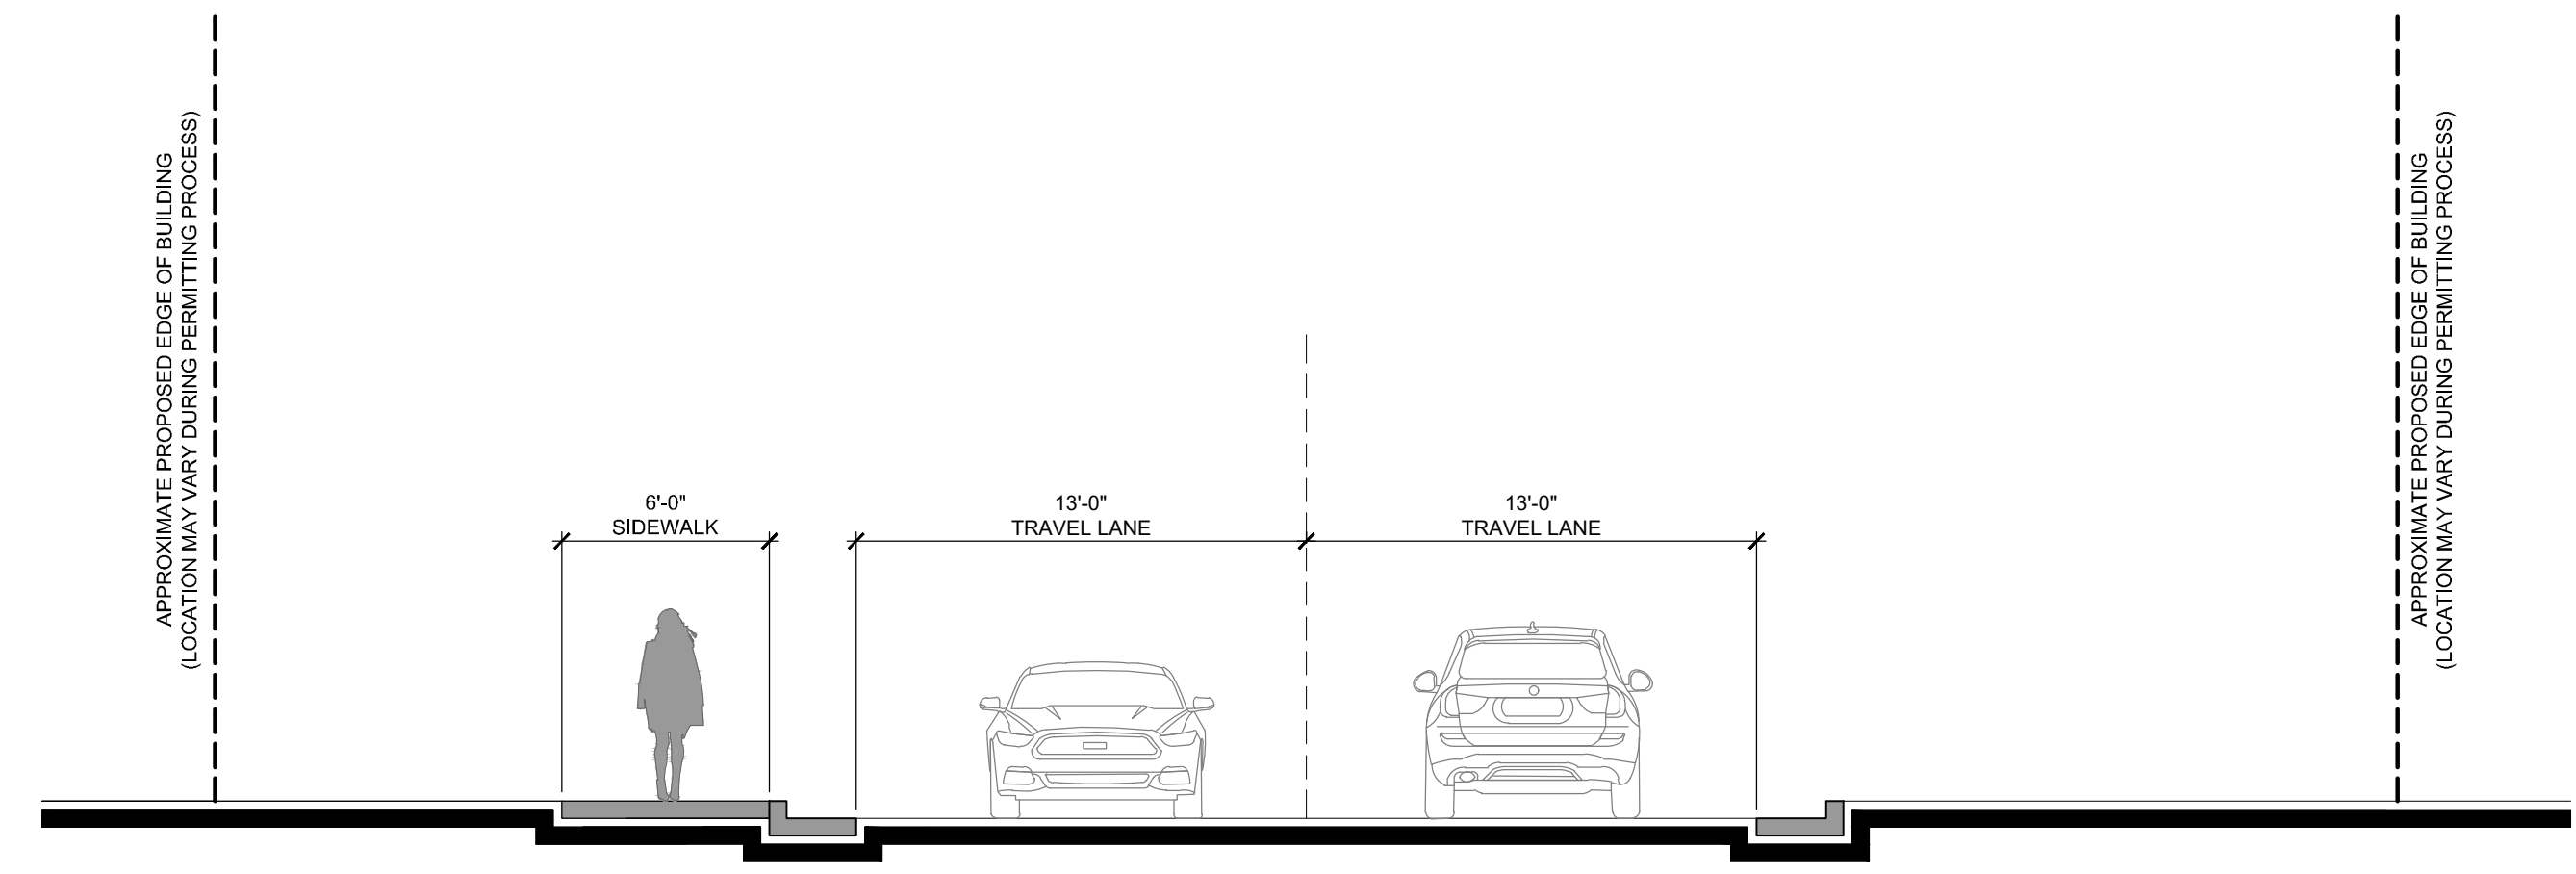 APPROXIMATE PROPOSED EDGE OF BUILDING
(LOCATION MAY VARY DURING PERMITTING PROCESS)
6'-0"
SIDEWALK
13'-0"
TRAVEL LANE
13'-0"
TRAVEL LANE
APPROXIMATE PROPOSED EDGE OF BUILDING
(LOCATION MAY VARY DURING PERMITTING PROCESS)